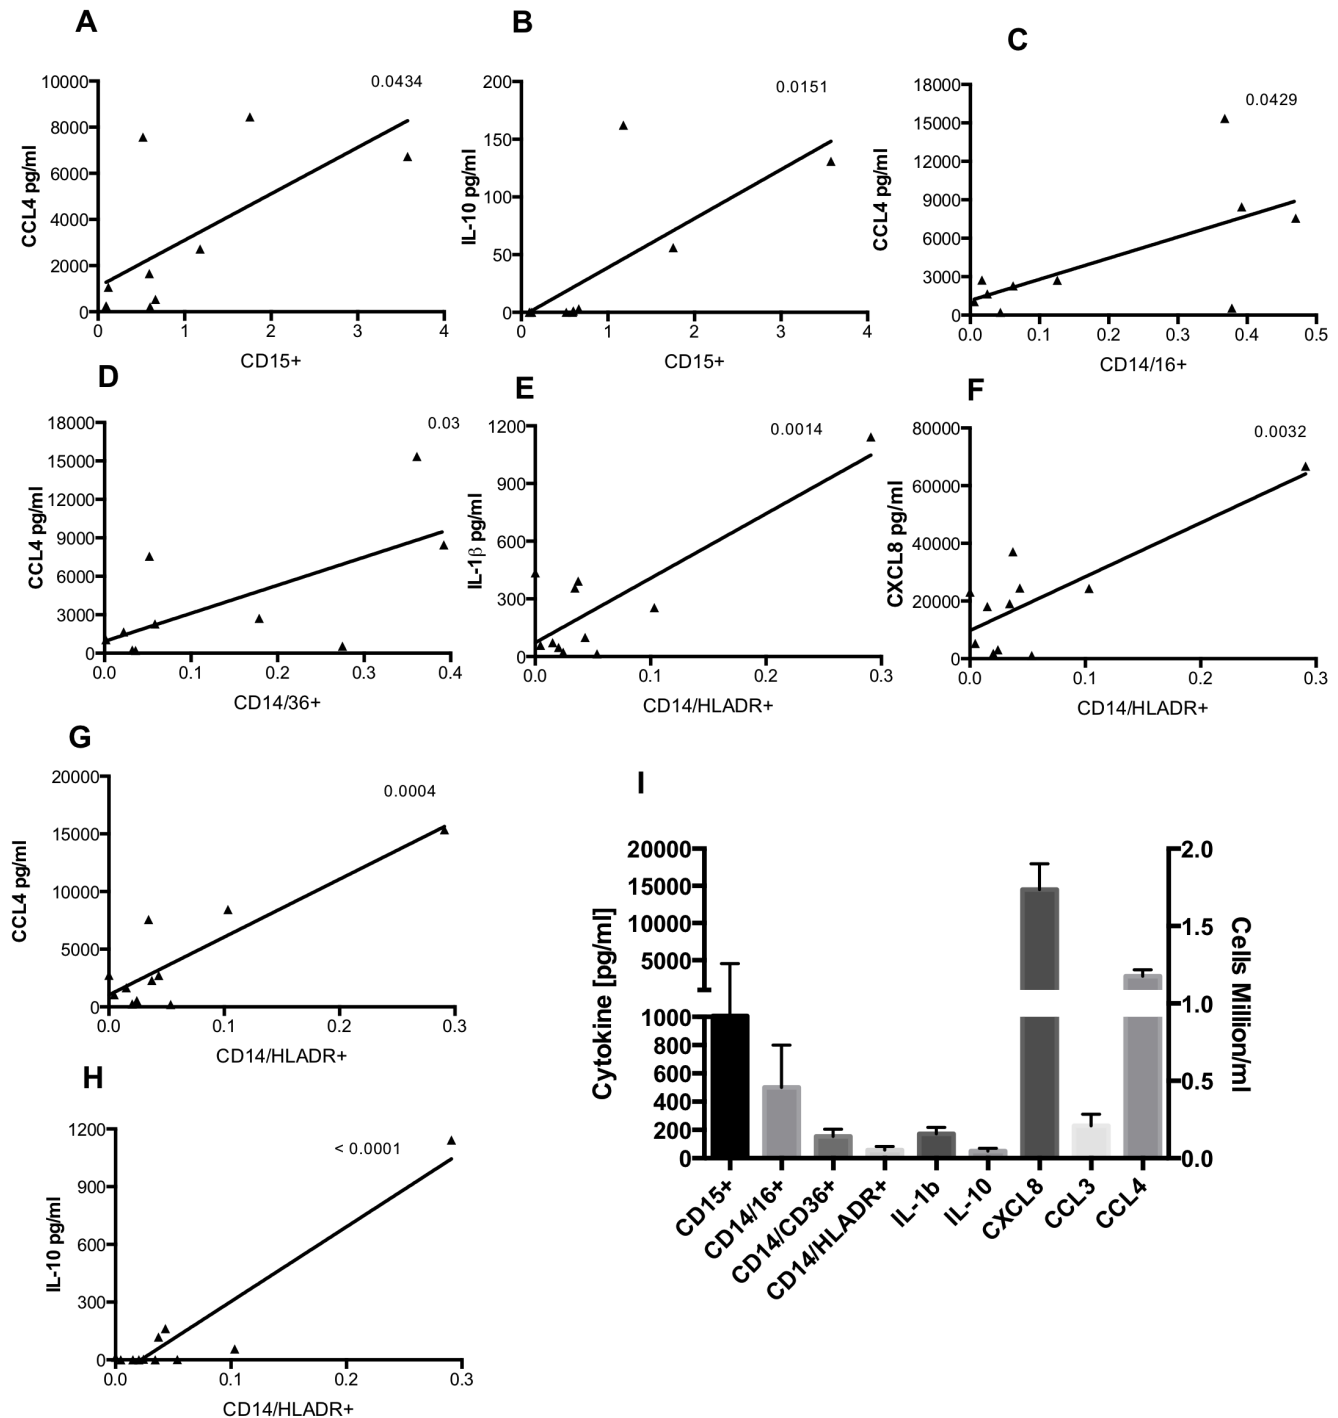 A
0.0434
10000
8000
6000
4000
2000
0
CCL4 pg/ml
0 1 2 3 4
CD15+
B
0.0151
200
150
100
50
0
IL-10 pg/ml
0 1 2 3 4
CD15+
C
0.0429
18000
15000
12000
9000
6000
3000
0
CCL4 pg/ml
0.0 0.1 0.2 0.3 0.4 0.5
CD14/16+
D
0.03
18000
15000
12000
9000
6000
3000
0
CCL4 pg/ml
0.0 0.1 0.2 0.3 0.4
CD14/36+
E
0.0014
1200
900
600
300
0
IL-1β pg/ml
0.0 0.1 0.2 0.3
CD14/HLADR+
F
0.0032
80000
60000
40000
20000
0
CXCL8 pg/ml
0.0 0.1 0.2 0.3
CD14/HLADR+
G
0.0004
20000
15000
10000
5000
0
CCL4 pg/ml
0.0 0.1 0.2 0.3
CD14/HLADR+
H
< 0.0001
1200
900
600
300
0
IL-10 pg/ml
0.0 0.1 0.2 0.3
CD14/HLADR+
I
20000
15000
10000
5000
1000
800
600
400
200
0
Cytokine [pg/ml]
2.0
1.5
1.0
0.5
0.0
Cells Million/ml
CD15+
CD14/16+
CD14/CD36+
CD14/HLADR+
IL-1b
IL-10
CXCL8
CCL3
CCL4